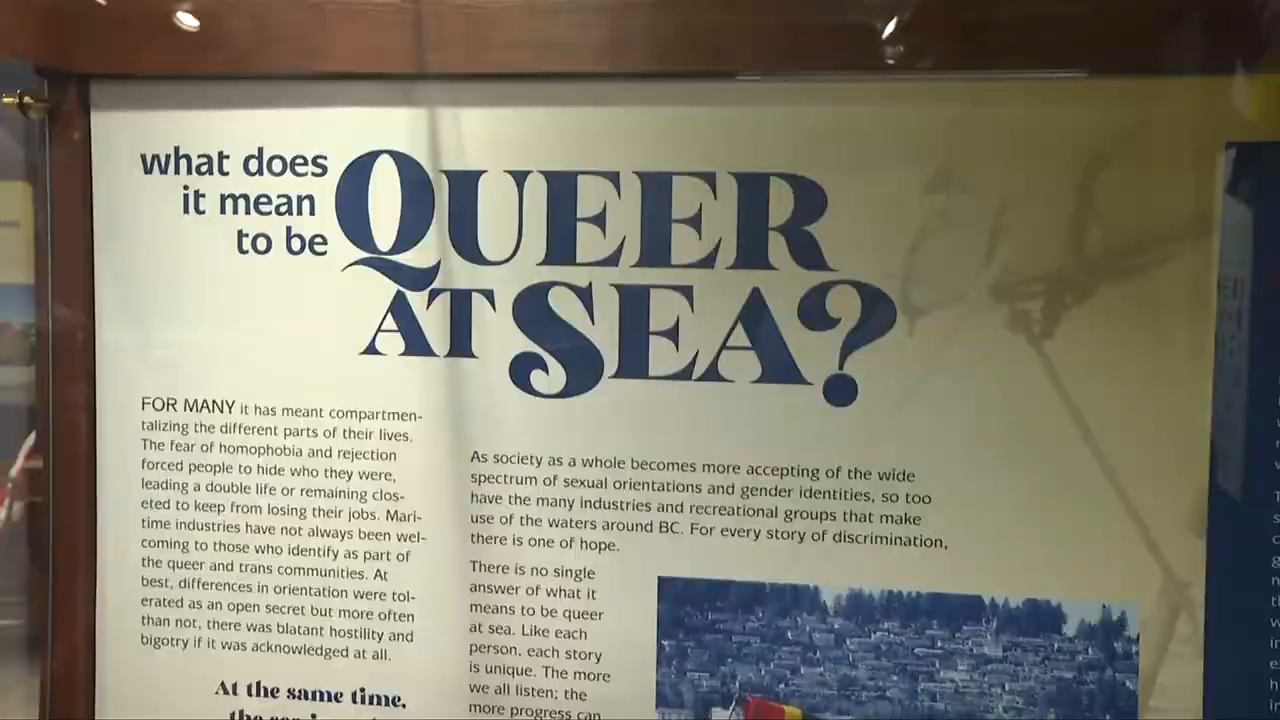 what does
it mean
to be
QUEER
AT SEA?
FOR MANY it has meant compartmen-
talizing the different parts of their lives.
The fear of homophobia and rejection
forced people to hide who they were,
leading a double life or remaining clos-
eted to keep from losing their jobs. Mari-
time industries have not always been wel-
coming to those who identify as part of
the queer and trans communities. At
best, differences in orientation were tol-
erated as an open secret but more often
than not, there was blatant hostility and
bigotry if it was acknowledged at all.
At the same time,
As society as a whole becomes more accepting of the wide
spectrum of sexual orientations and gender identities, so too
have the many industries and recreational groups that make
use of the waters around BC. For every story of discrimination,
there is one of hope.
There is no single
answer of what it
means to be queer
at sea. Like each
person, each story
is unique. The more
we all listen; the
more progress can